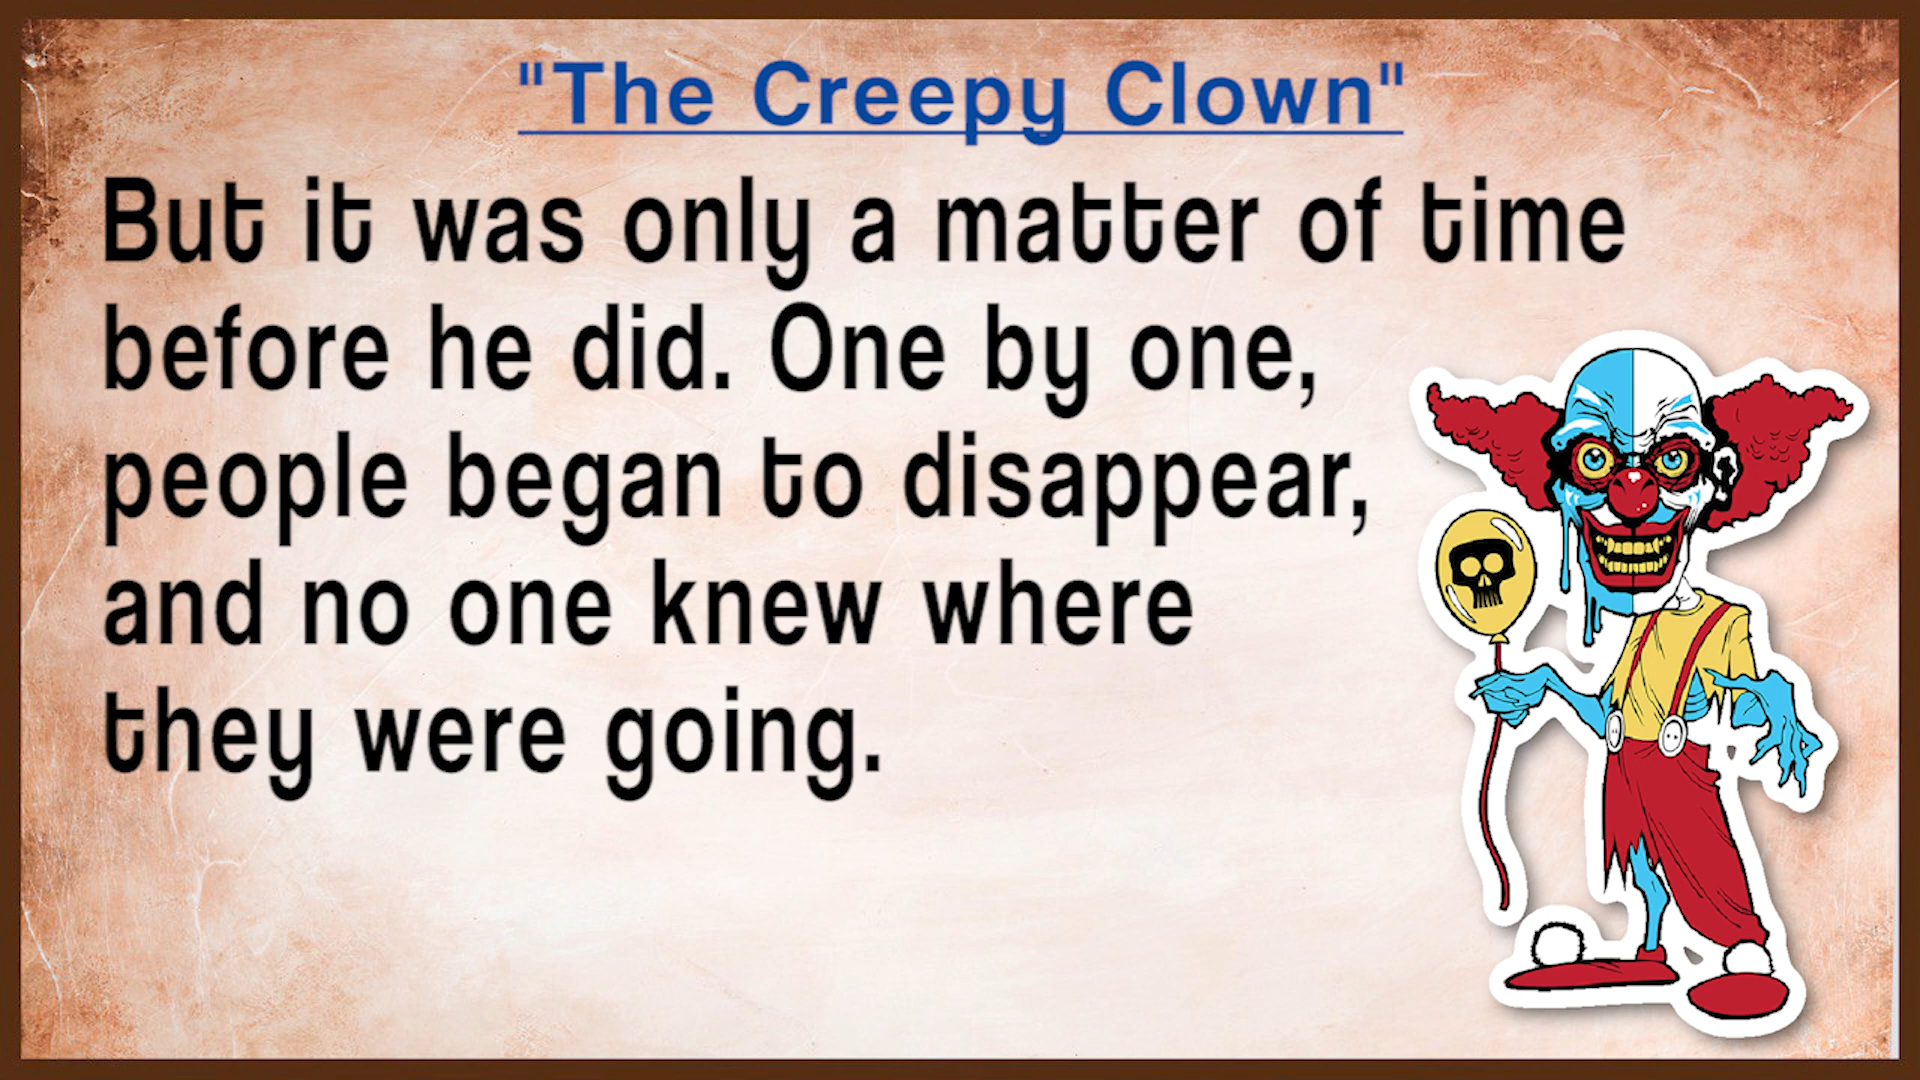 "The Creepy Clown"
But it was only a matter of time
before he did. One by one,
people began to disappear,
and no one knew where
they were going.